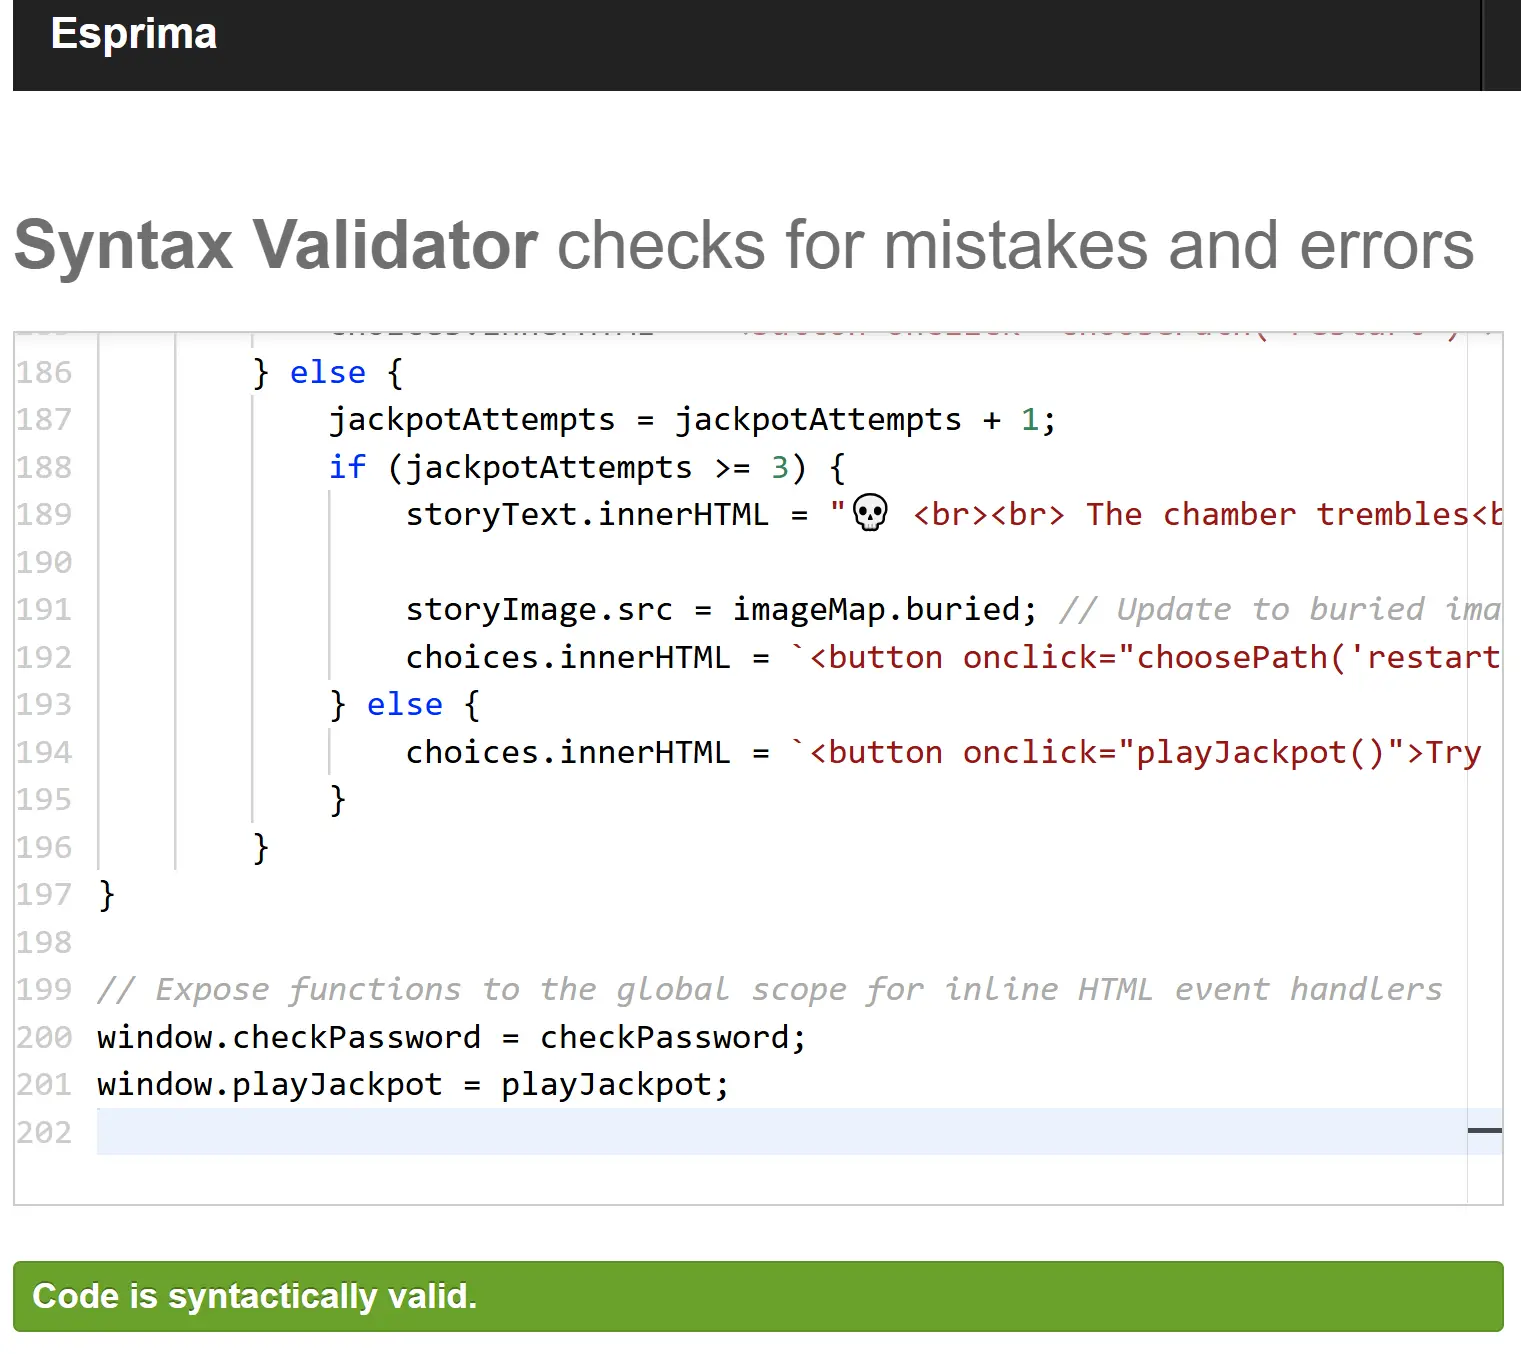 Esprima
Syntax Validator checks for mistakes and errors
186 } else {
187 jackpotAttempts = jackpotAttempts + 1;
188 if (jackpotAttempts >= 3) {
189 storyText.innerHTML = "💀 <br><br> The chamber trembles<b
190
191 storyImage.src = imageMap.buried; // Update to buried ima
192 choices.innerHTML = `<button onclick="choosePath('restart
193 } else {
194 choices.innerHTML = `<button onclick="playJackpot()">Try
195 }
196 }
197 }
198
199 // Expose functions to the global scope for inline HTML event handlers
200 window.checkPassword = checkPassword;
201 window.playJackpot = playJackpot;
202
Code is syntactically valid.